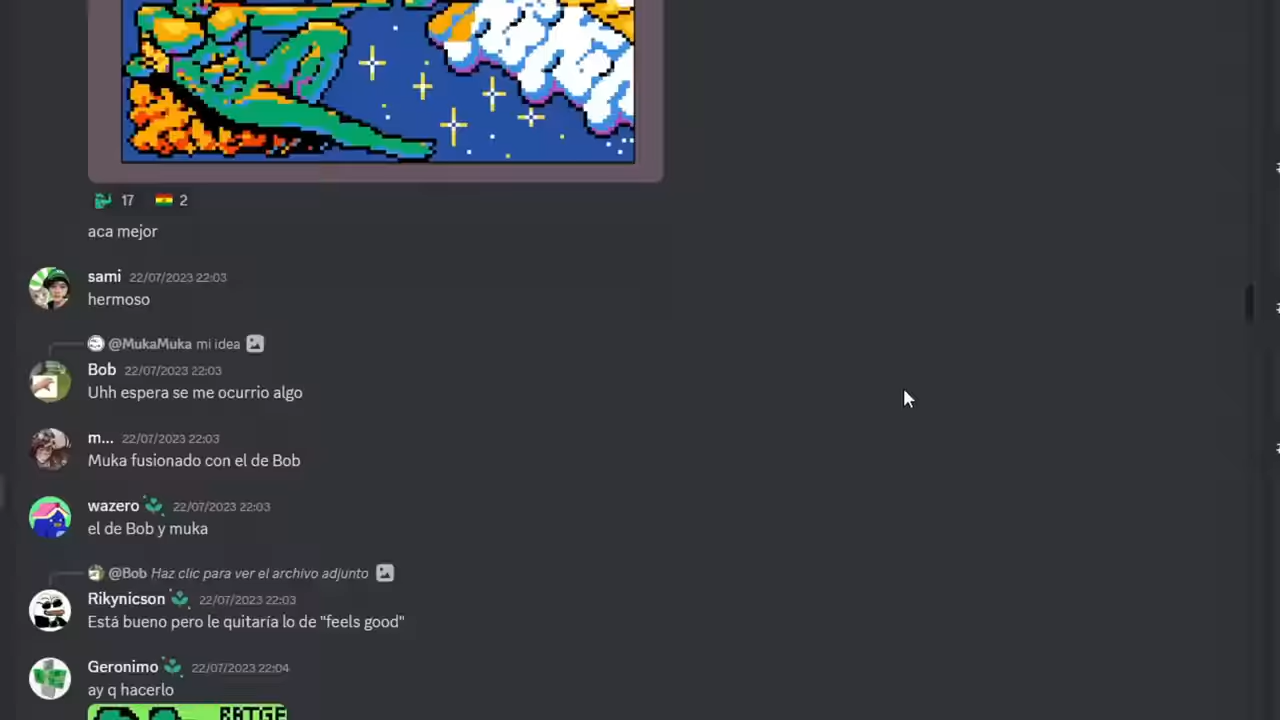 17 2
aca mejor
sami 22/07/2023 22:03
hermoso
@MukaMuka mi idea
Bob 22/07/2023 22:03
Uhh espera se me ocurrio algo
m... 22/07/2023 22:03
Muka fusionado con el de Bob
wazero 22/07/2023 22:03
el de Bob y muka
@Bob Haz clic para ver el archivo adjunto
Rikynicson 22/07/2023 22:03
Está bueno pero le quitaría lo de "feels good"
Geronimo 22/07/2023 22:04
ay q hacerlo